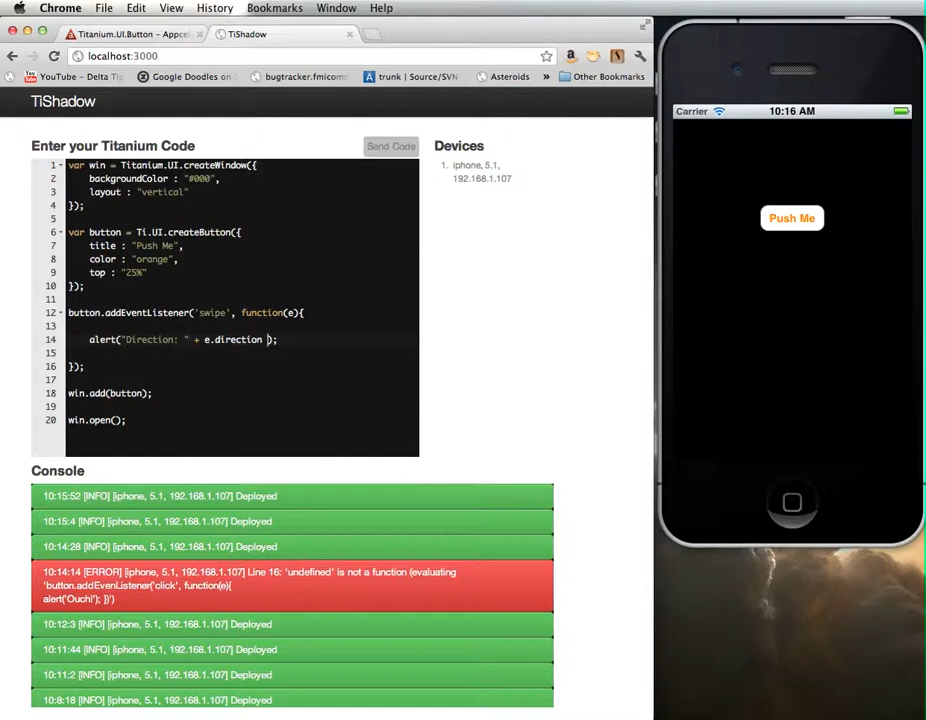 Chrome File Edit View History Bookmarks Window Help
Titanium.UI.Button – Appcel
TiShadow
localhost:3000
YouTube – Delta T
Google Doodles on
bugtracker.fmicomm
trunk | Source/SVN
Asteroids
»
Other Bookmarks
TiShadow
Enter your Titanium Code
Send Code
1 var win = Titanium.UI.createWindow({
2 backgroundColor : "#000",
3 layout : "vertical"
4 });
5
6 var button = Ti.UI.createButton({
7 title : "Push Me",
8 color : "orange",
9 top : "25%"
10 });
11
12 button.addEventListener('swipe', function(e){
13
14 alert("Direction: " + e.direction );
15
16 });
17
18 win.add(button);
19
20 win.open();
Devices
1. iphone, 5.1,
192.168.1.107
Console
10:15:52 [INFO] [iphone, 5.1, 192.168.1.107] Deployed
10:15:4 [INFO] [iphone, 5.1, 192.168.1.107] Deployed
10:14:28 [INFO] [iphone, 5.1, 192.168.1.107] Deployed
10:14:14 [ERROR] [iphone, 5.1, 192.168.1.107] Line 16: 'undefined' is not a function (evaluating
'button.addEvenListener('click', function(e){
alert('Ouch!'); })')
10:12:3 [INFO] [iphone, 5.1, 192.168.1.107] Deployed
10:11:44 [INFO] [iphone, 5.1, 192.168.1.107] Deployed
10:11:2 [INFO] [iphone, 5.1, 192.168.1.107] Deployed
10:8:18 [INFO] [iphone, 5.1, 192.168.1.107] Deployed
Carrier 10:16 AM
Push Me